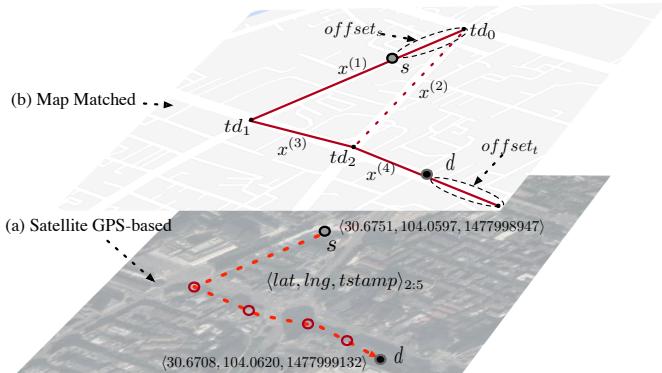 offset_s
td_0
s
x^{(1)}
x^{(2)}
(b) Map Matched
td_1
x^{(3)}
td_2
x^{(4)}
d
offset_t
(a) Satellite GPS-based
⟨30.6751, 104.0597, 1477998947⟩
s
⟨lat, lng, tstamp⟩_{2:5}
⟨30.6708, 104.0620, 1477999132⟩
d